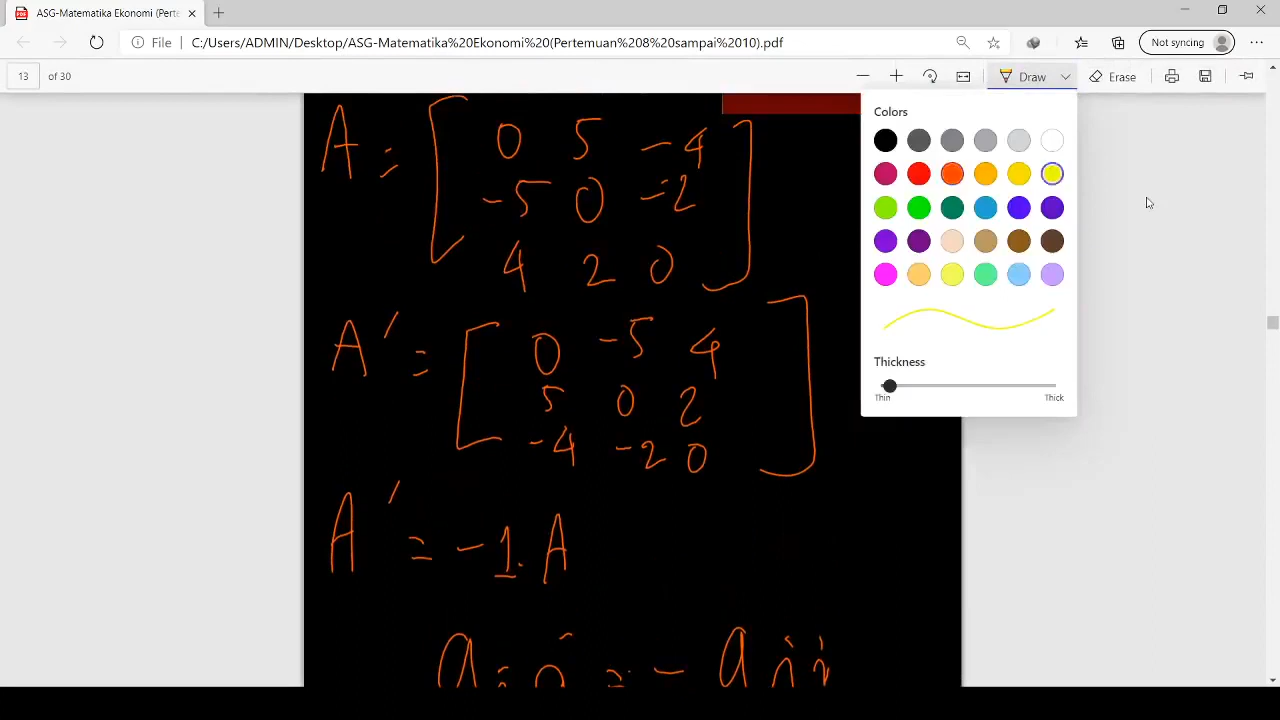 ASG-Matematika Ekonomi (Perte
File
C:/Users/ADMIN/Desktop/ASG-Matematika%20Ekonomi%20(Pertemuan%208%20sampai%2010).pdf
Not syncing
13 of 30
Draw
Erase
Colors
Thickness
Thin Thick
A = [ 0 5 -4
-5 0 -2
4 2 0 ]
A' = [ 0 -5 4
5 0 2
-4 -2 0 ]
A' = -1. A